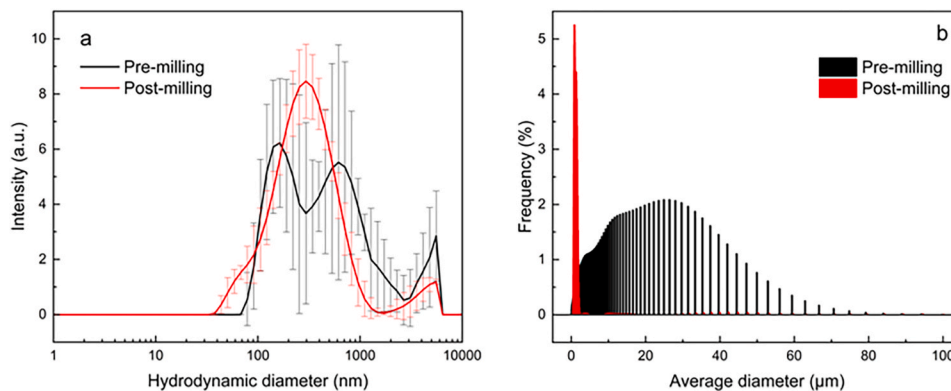 a
Pre-milling
Post-milling
Intensity (a.u.)
10
8
6
4
2
0
1
10
100
1000
10000
Hydrodynamic diameter (nm)
b
Pre-milling
Post-milling
Frequency (%)
5
4
3
2
1
0
0
20
40
60
80
100
Average diameter (µm)